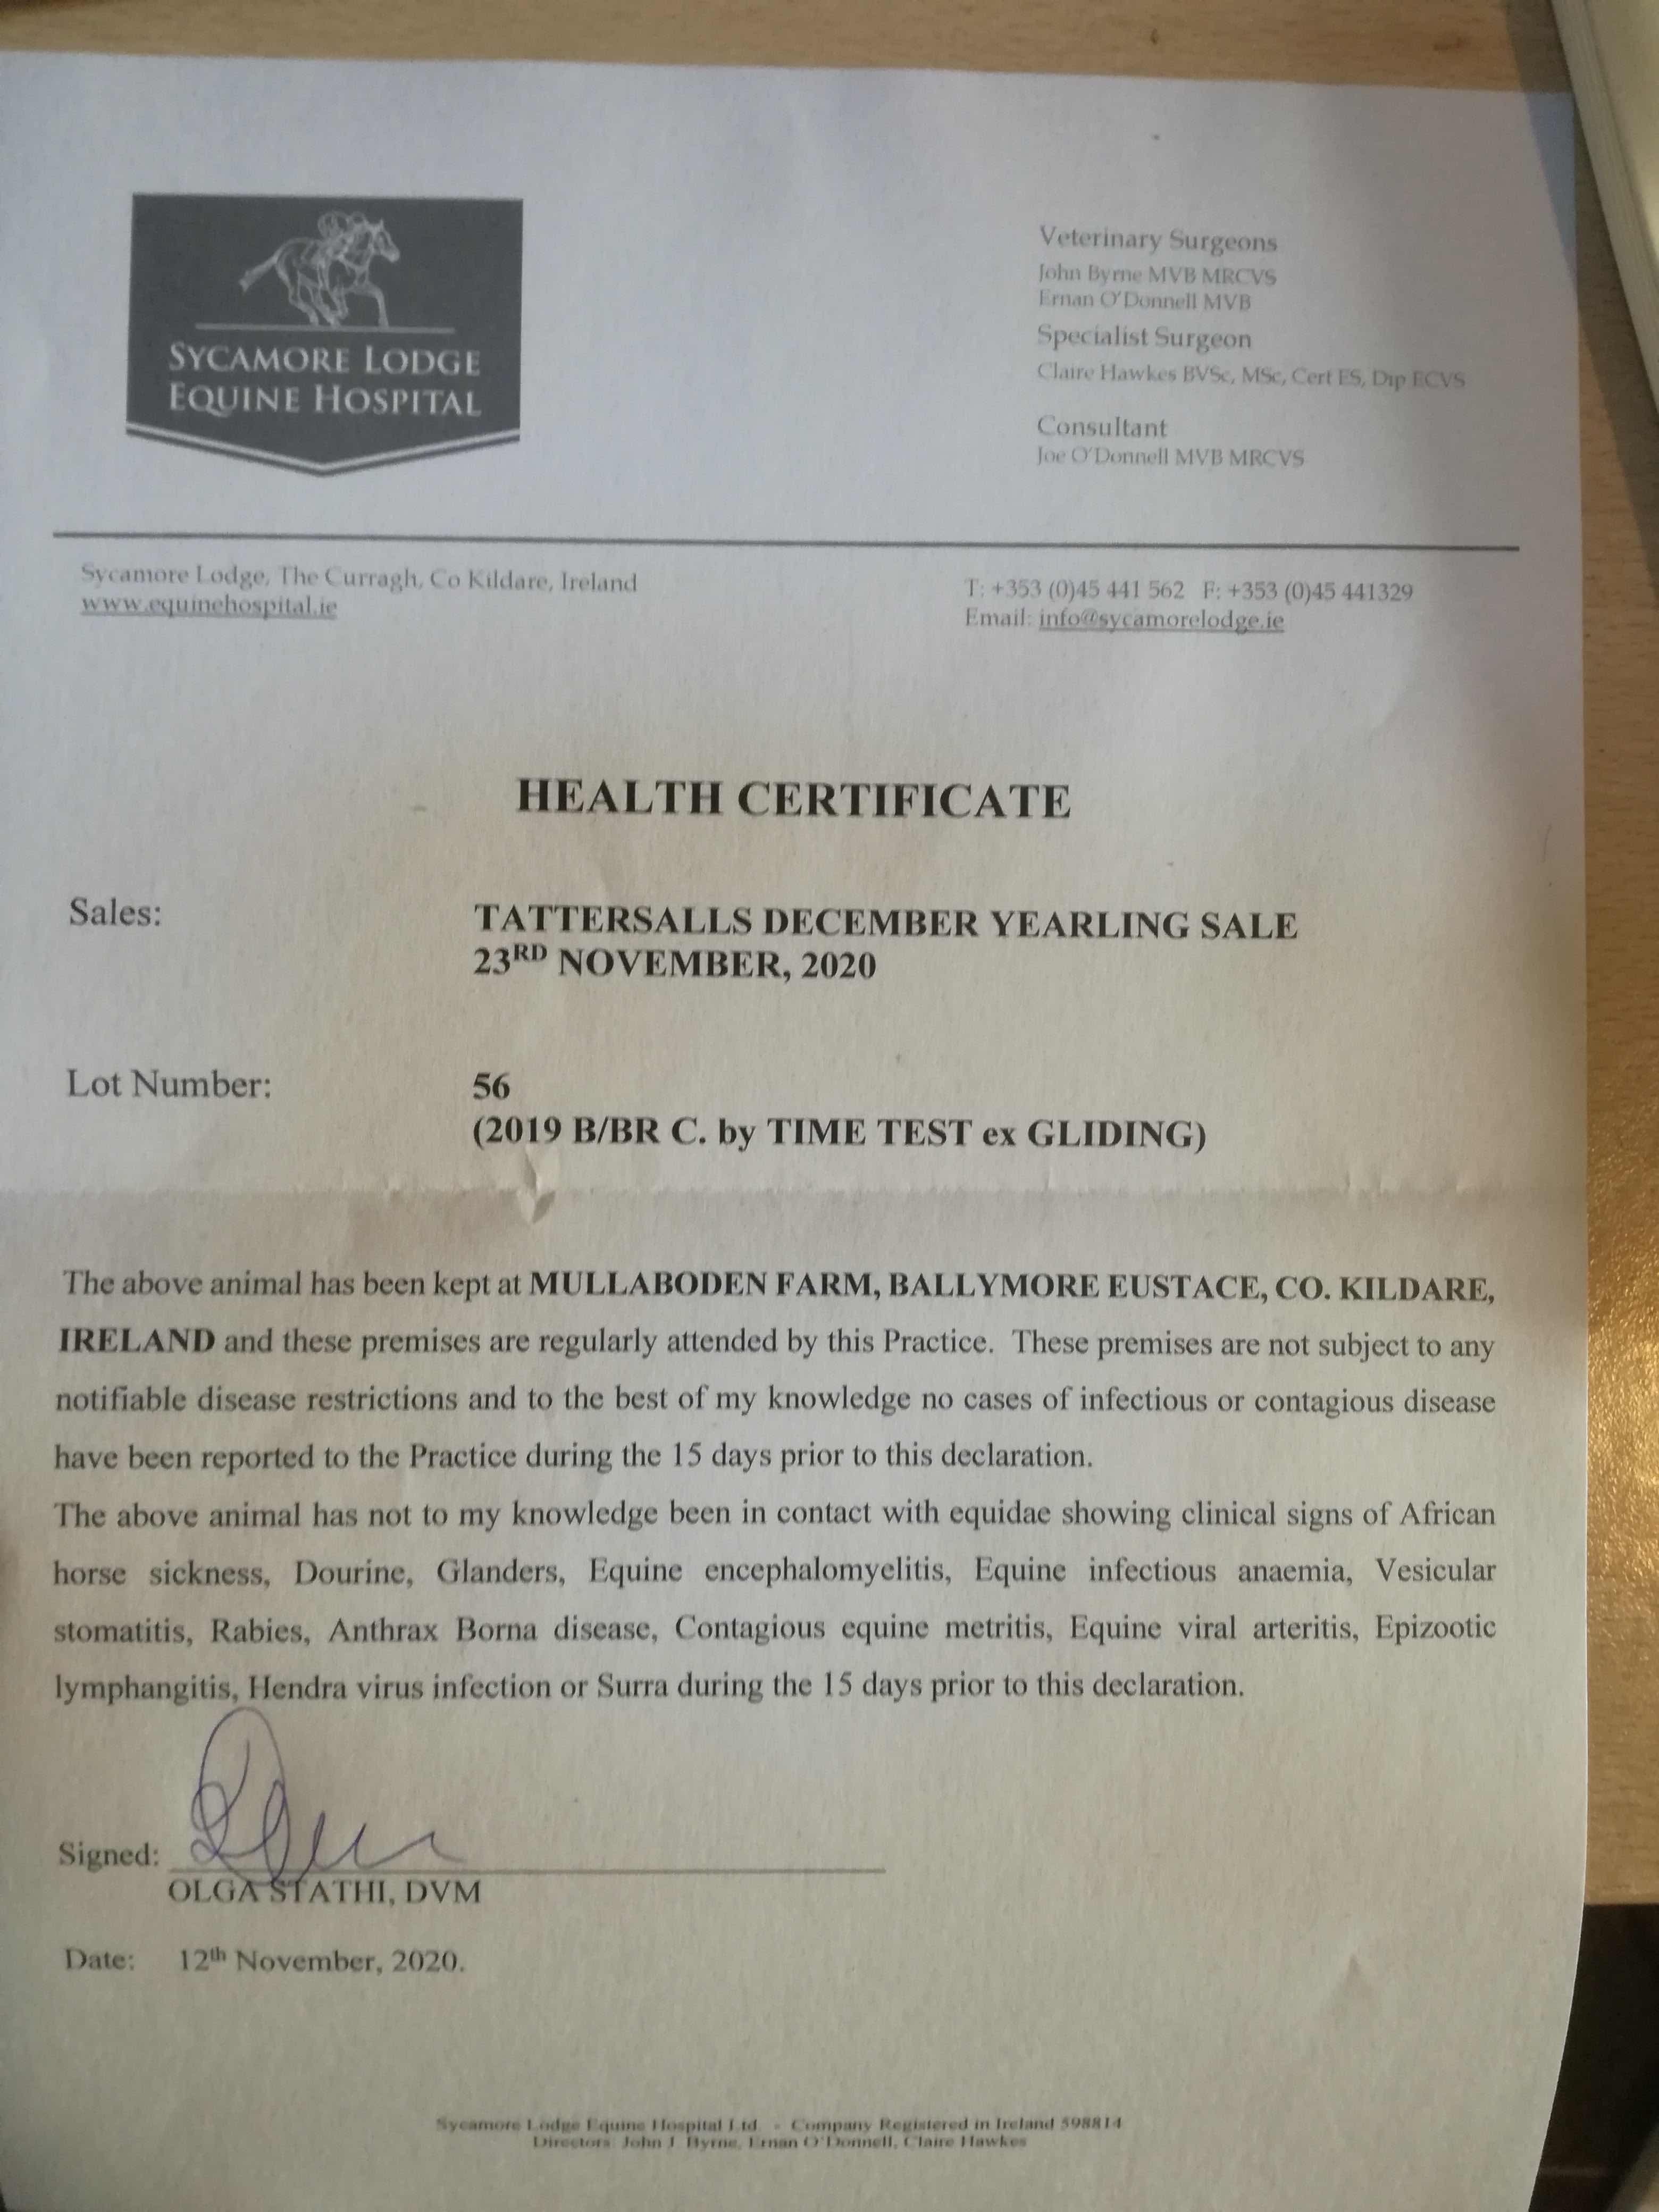 SYCAMORE LODGE
EQUINE HOSPITAL
Veterinary Surgeons
John Byrne MVB MRCVS
Ernan O'Donnell MVB
Specialist Surgeon
Claire Hawkes BVSc, MSc, Cert ES, Dip ECVS
Consultant
Joe O'Donnell MVB MRCVS
Sycamore Lodge, The Curragh, Co Kildare, Ireland
www.equinehospital.ie
T: +353 (0)45 441 562 F: +353 (0)45 441329
Email: info@sycamorelodge.ie
HEALTH CERTIFICATE
Sales: TATTERSALLS DECEMBER YEARLING SALE
23RD NOVEMBER, 2020
Lot Number: 56
(2019 B/BR C. by TIME TEST ex GLIDING)
The above animal has been kept at MULLABODEN FARM, BALLYMORE EUSTACE, CO. KILDARE,
IRELAND and these premises are regularly attended by this Practice. These premises are not subject to any
notifiable disease restrictions and to the best of my knowledge no cases of infectious or contagious disease
have been reported to the Practice during the 15 days prior to this declaration.
The above animal has not to my knowledge been in contact with equidae showing clinical signs of African
horse sickness, Dourine, Glanders, Equine encephalomyelitis, Equine infectious anaemia, Vesicular
stomatitis, Rabies, Anthrax Borna disease, Contagious equine metritis, Equine viral arteritis, Epizootic
lymphangitis, Hendra virus infection or Surra during the 15 days prior to this declaration.
Signed:
OLGA STATHI, DVM
Date: 12th November, 2020.
Sycamore Lodge Equine Hospital Ltd - Company Registered in Ireland 598814
Directors: John J. Byrne, Ernan O'Donnell, Claire Hawkes